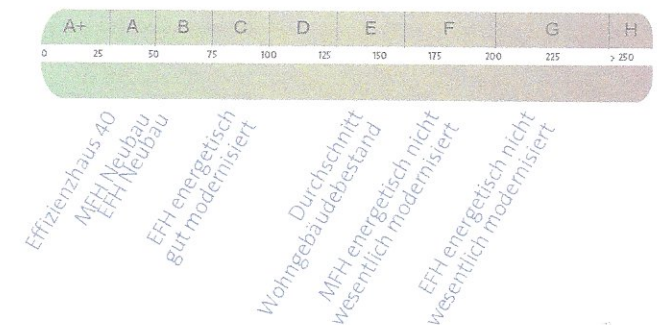 A+ A B C D E F G H
0 25 50 75 100 125 150 175 200 225 > 250
Effizienzhaus 40
MFH Neubau
EFH Neubau
EFH energetisch
gut modernisiert
Durchschnitt
Wohngebäudebestand
MFH energetisch nicht
wesentlich modernisiert
EFH energetisch nicht
wesentlich modernisiert